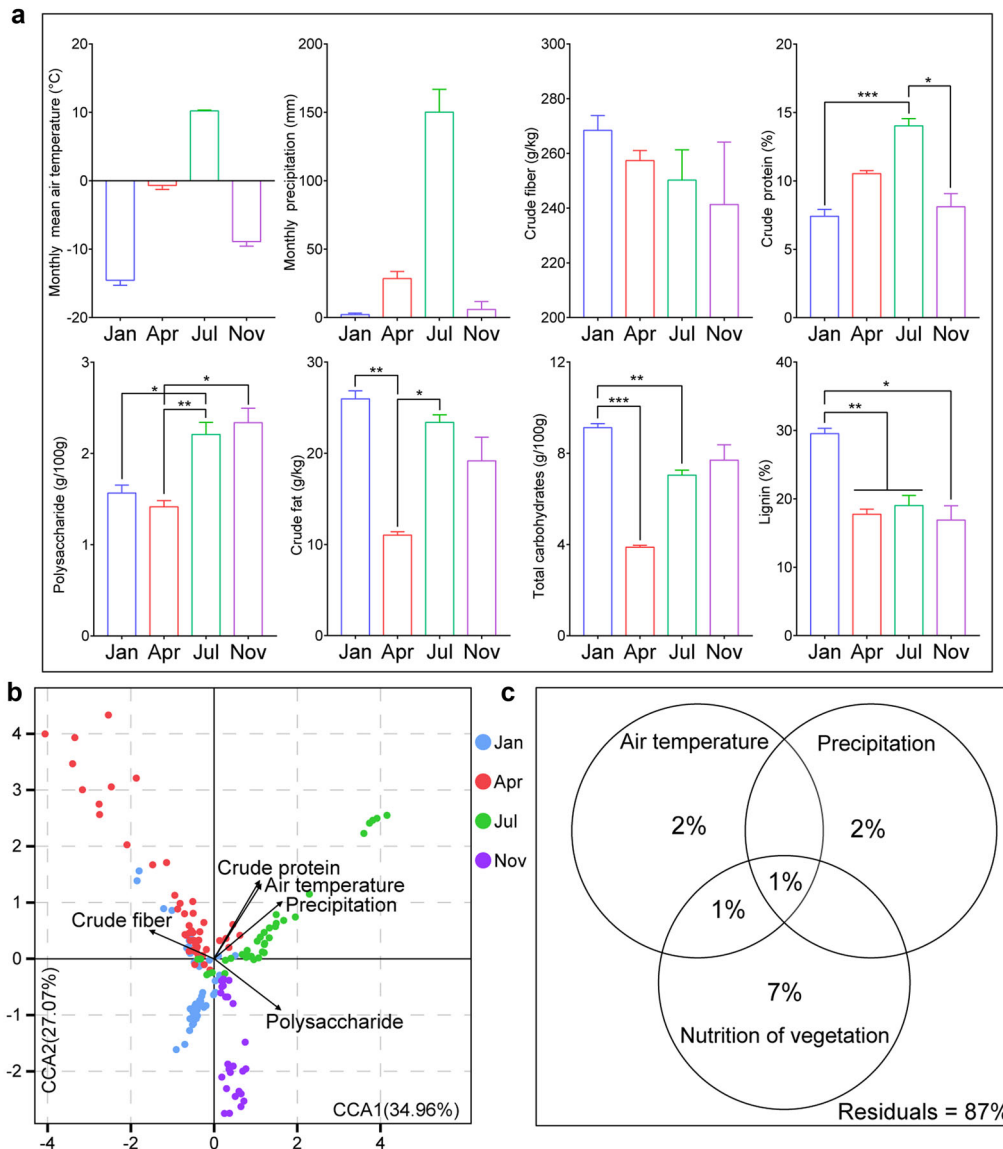 a
Monthly mean air temperature (°C)
20
10
0
-10
-20
Jan Apr Jul Nov
Monthly precipitation (mm)
200
150
100
50
0
Jan Apr Jul Nov
Crude fiber (g/kg)
300
280
260
240
220
200
Jan Apr Jul Nov
Crude protein (%)
20
15
10
5
0
***
*
Jan Apr Jul Nov
Polysaccharide (g/100g)
3
2
1
0
*
*
**
Jan Apr Jul Nov
Crude fat (g/kg)
30
20
10
0
**
*
Jan Apr Jul Nov
Total carbohydrates (g/100g)
12
8
4
0
**
***
Jan Apr Jul Nov
Lignin (%)
40
30
20
10
0
*
**
Jan Apr Jul Nov
b
4
3
2
1
0
-1
-2
CCA2(27.07%)
Crude protein
Air temperature
Precipitation
Crude fiber
Polysaccharide
CCA1(34.96%)
-4 -2 0 2 4
Jan
Apr
Jul
Nov
c
Air temperature
Precipitation
2%
2%
1%
1%
7%
Nutrition of vegetation
Residuals = 87%